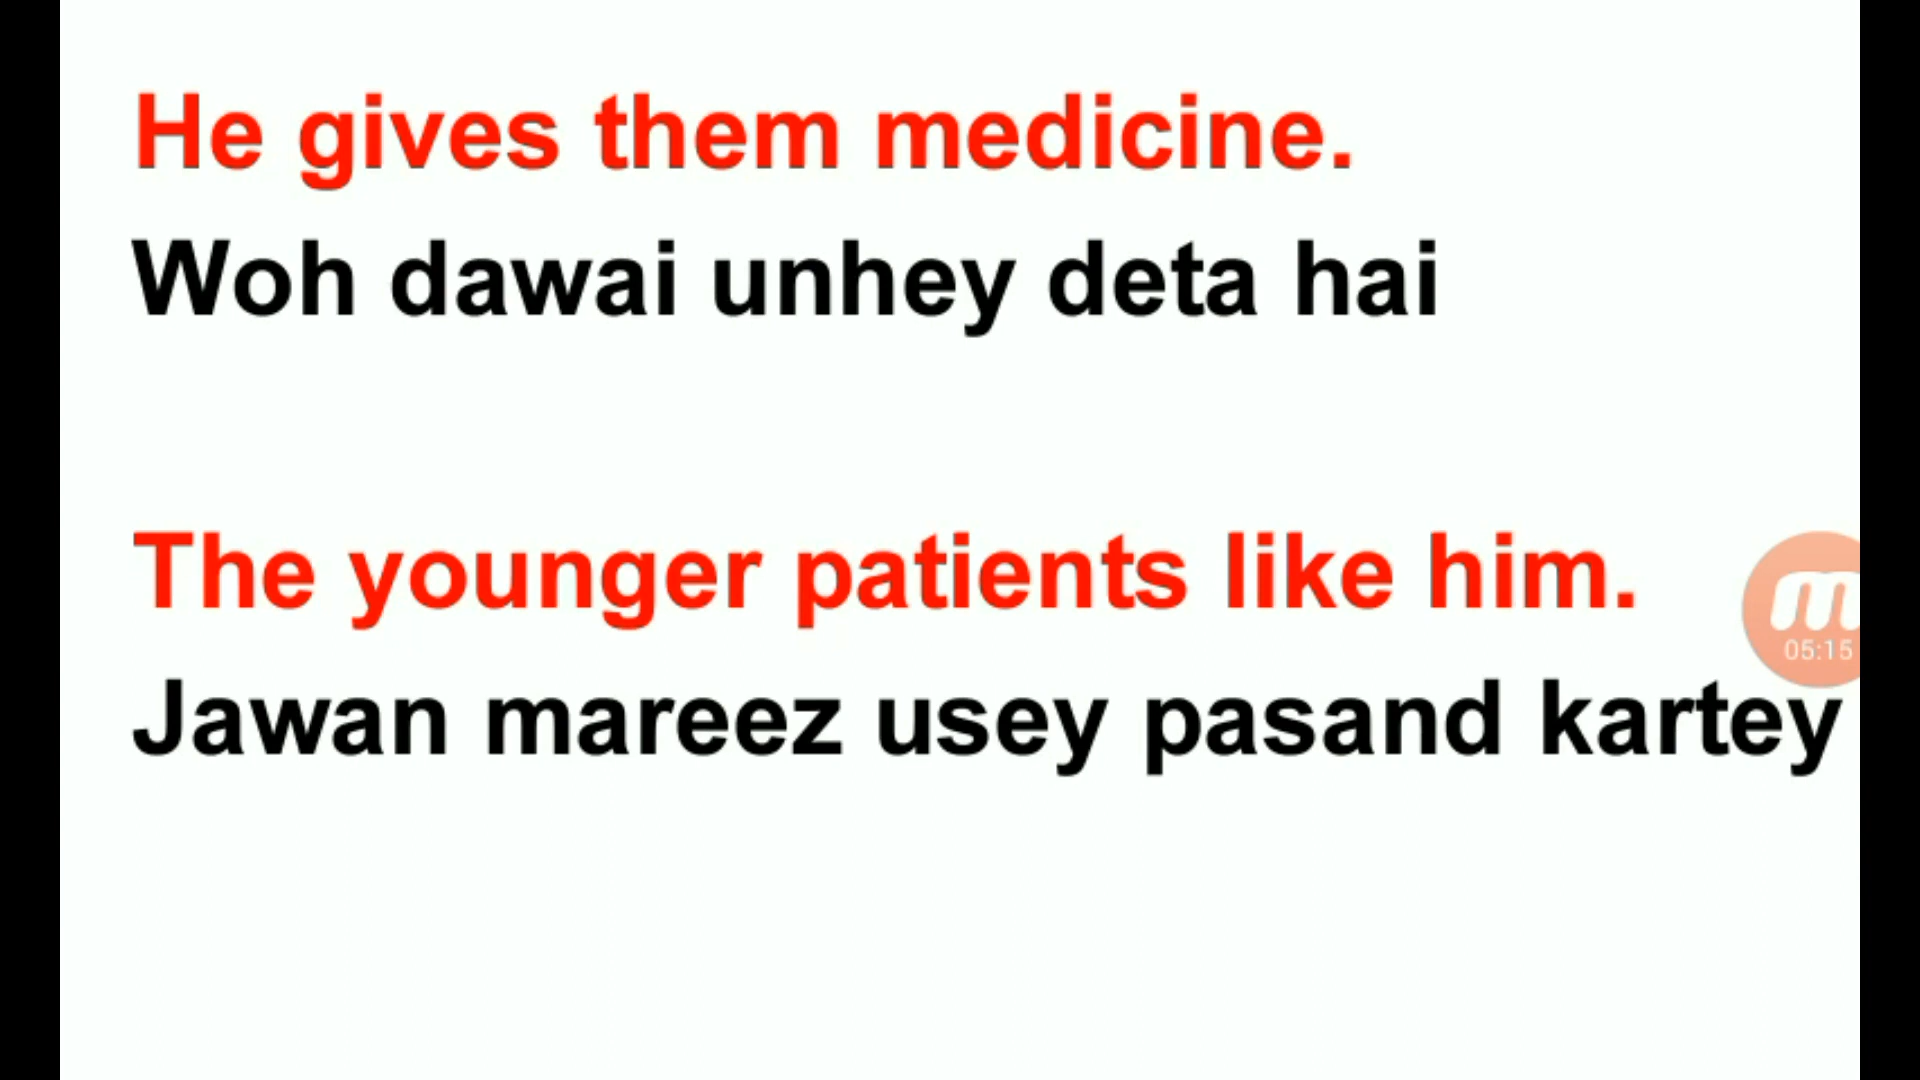 He gives them medicine.
Woh dawai unhey deta hai
The younger patients like him.
05:15
Jawan mareez usey pasand kartey